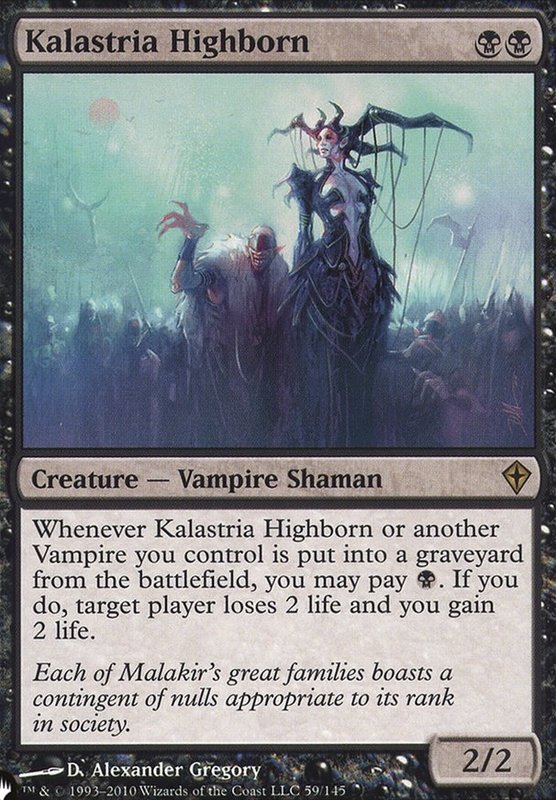 Kalastria Highborn
Creature — Vampire Shaman
Whenever Kalastria Highborn or another
Vampire you control is put into a graveyard
from the battlefield, you may pay . If you
do, target player loses 2 life and you gain
2 life.
Each of Malakir's great families boasts a
contingent of nulls appropriate to its rank
in society.
D. Alexander Gregory
2/2
™ & © 1993–2010 Wizards of the Coast LLC 59/145